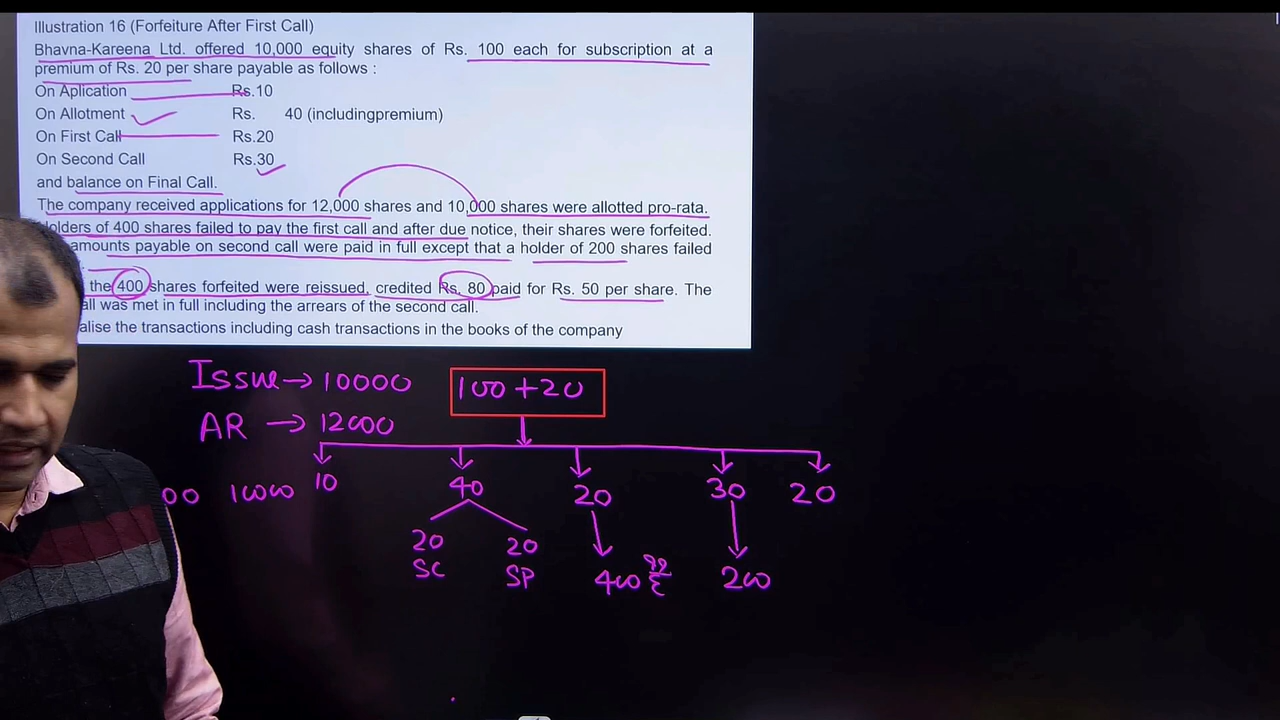 Illustration 16 (Forfeiture After First Call)
Bhavna-Kareena Ltd. offered 10,000 equity shares of Rs. 100 each for subscription at a
premium of Rs. 20 per share payable as follows :
On Aplication Rs.10
On Allotment Rs. 40 (includingpremium)
On First Call Rs.20
On Second Call Rs.30
and balance on Final Call.
The company received applications for 12,000 shares and 10,000 shares were allotted pro-rata.
Holders of 400 shares failed to pay the first call and after due notice, their shares were forfeited.
amounts payable on second call were paid in full except that a holder of 200 shares failed
the 400 shares forfeited were reissued, credited Rs. 80 paid for Rs. 50 per share. The
all was met in full including the arrears of the second call.
alise the transactions including cash transactions in the books of the company
Issue → 10000 100 + 20
AR → 12000
00 10000 10 40 20 30 20
20 20
SC SP 400 200